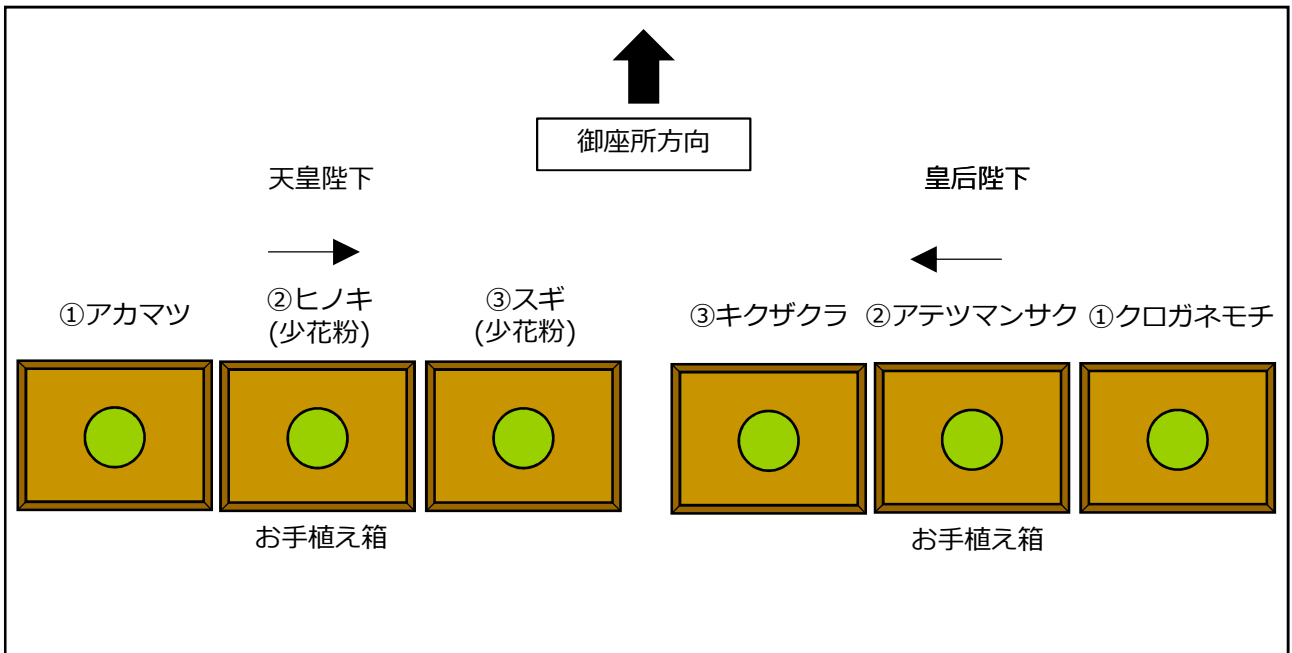 御座所方向
天皇陛下
皇后陛下
①アカマツ
②ヒノキ
(少花粉)
③スギ
(少花粉)
③キクザクラ
②アテツマンサク
①クロガネモチ
お手植え箱
お手植え箱